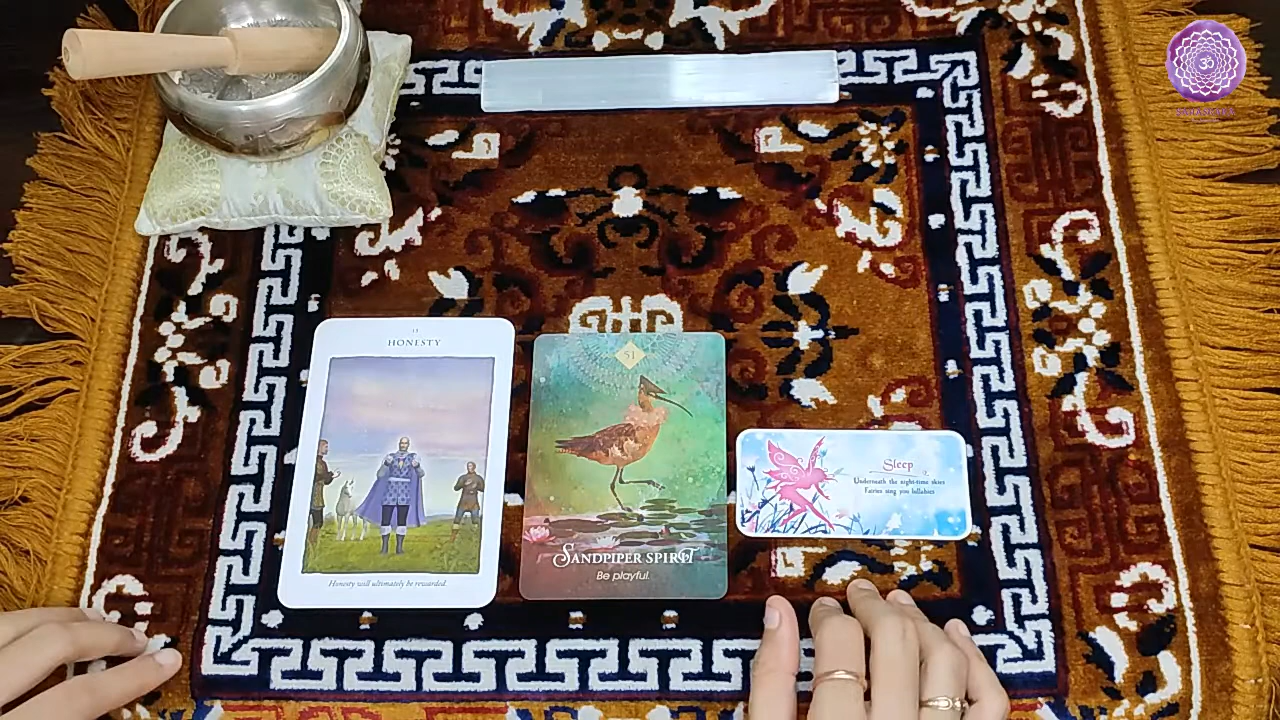 HONESTY
Honesty will ultimately be rewarded.
51
SANDPIPER SPIRIT
Be playful.
Sleep
Underneath the night-time skies
Fairies sing you lullabies
ॐ